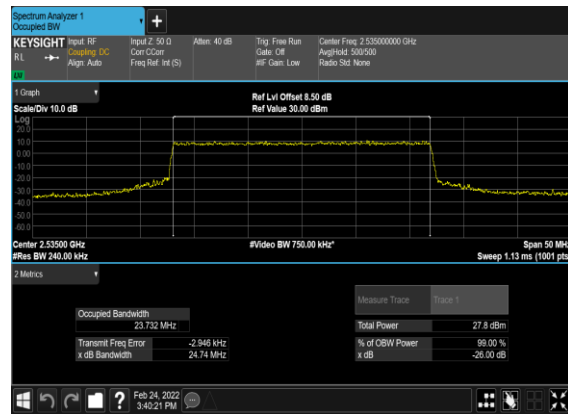 Spectrum Analyzer 1
Occupied BW
+
KEYSIGHT
RL
Input: RF
Coupling: DC
Align: Auto
Input Z: 50 Ω
Corr CCorr
Freq Ref: Int (S)
Atten: 40 dB
Trig: Free Run
Gate: Off
#IF Gain: Low
Center Freq: 2.535000000 GHz
Avg|Hold: 500/500
Radio Std: None
1 Graph
Scale/Div 10.0 dB
Ref Lvl Offset 8.50 dB
Ref Value 30.00 dBm
Log
20.0
10.0
0.00
-10.0
-20.0
-30.0
-40.0
-50.0
-60.0
Center 2.53500 GHz
#Res BW 240.00 kHz
#Video BW 750.00 kHz*
Span 50 MHz
Sweep 1.13 ms (1001 pts
2 Metrics
Measure Trace
Trace 1
Occupied Bandwidth
23.732 MHz
Total Power
27.8 dBm
Transmit Freq Error
-2.946 kHz
% of OBW Power
99.00 %
x dB Bandwidth
24.74 MHz
x dB
-26.00 dB
?
Feb 24, 2022
3:40:21 PM